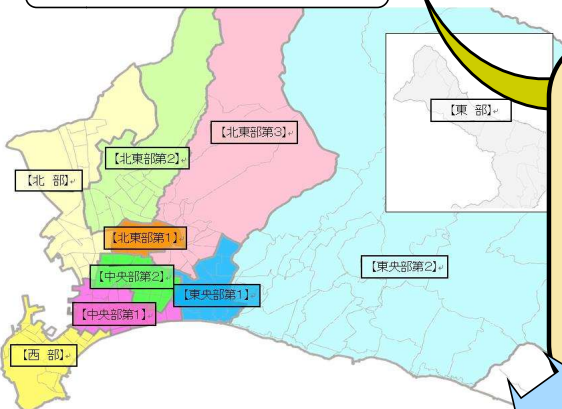 【東 部】
【北東部第3】
【北東部第2】
【北 部】
【北東部第1】
【東央部第2】
【中央部第2】
【東央部第1】
【中央部第1】
【西 部】